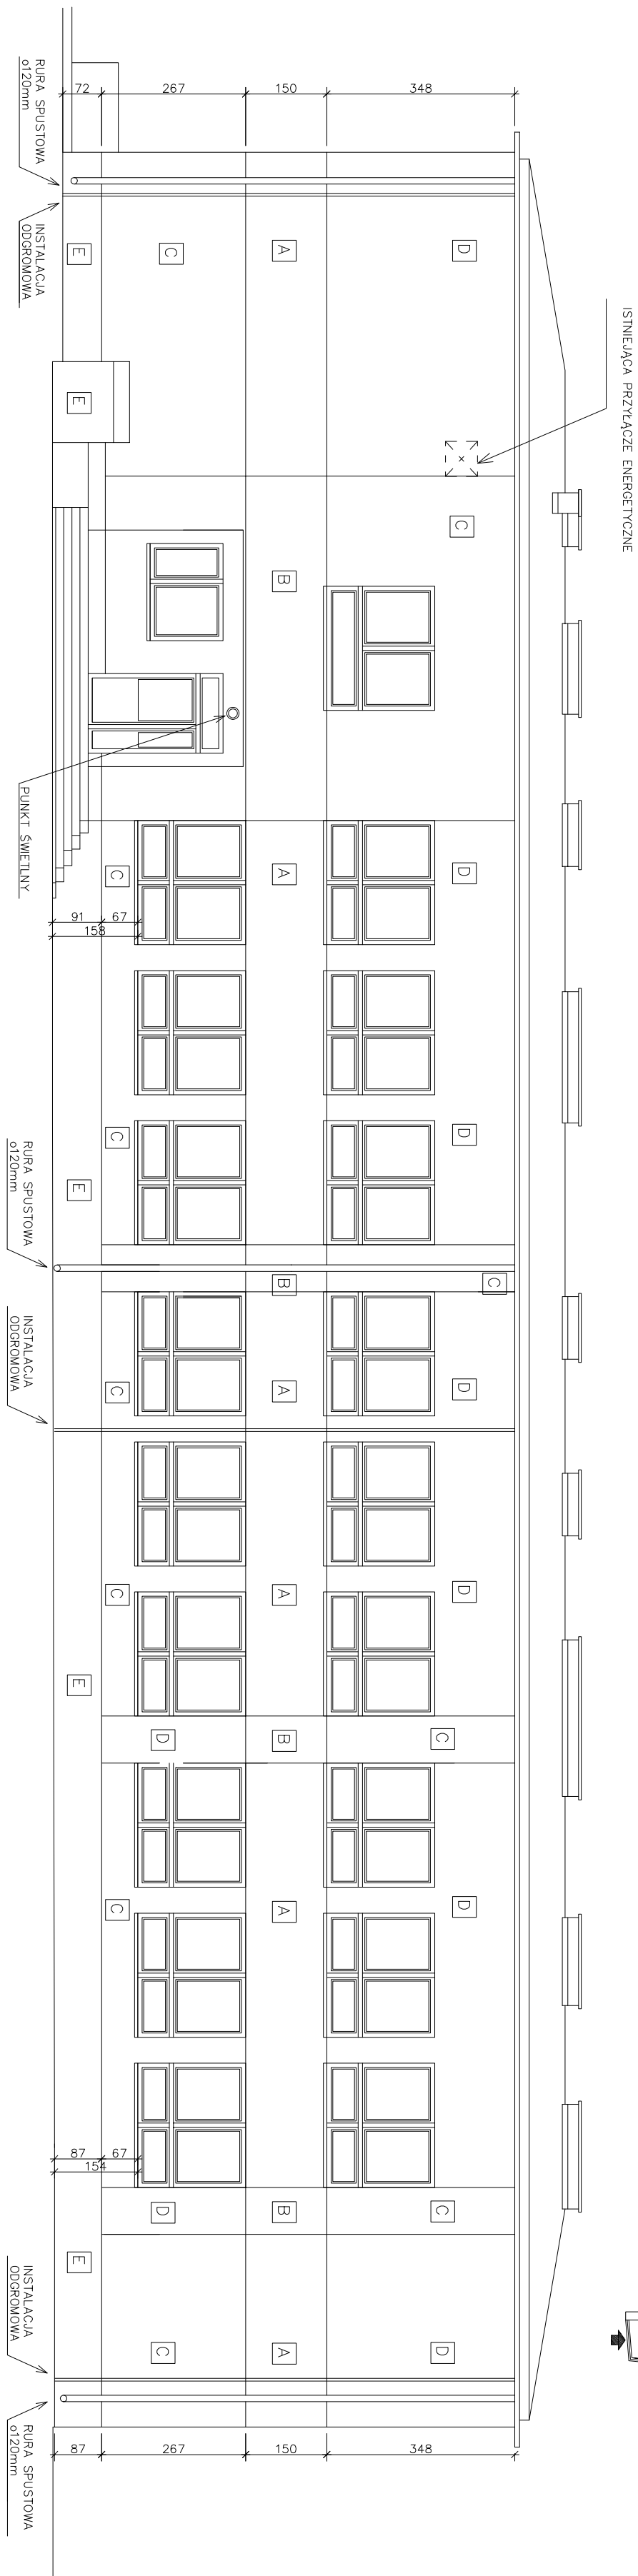 ISTNIEJĄCA PRZYŁĄCZE ENERGETYCZNE
348
D
C
D
D
C
D
D
C
D
C
D
348
150
A
B
A
B
A
A
B
A
B
A
150
267
C
C
C
C
C
D
C
D
C
267
72
E
E
91
67
158
E
E
87
67
154
E
87
RURA SPUSTOWA
o120mm
INSTALACJA
ODGROMOWA
PUNKT ŚWIETLNY
RURA SPUSTOWA
o120mm
INSTALACJA
ODGROMOWA
INSTALACJA
ODGROMOWA
RURA SPUSTOWA
o120mm